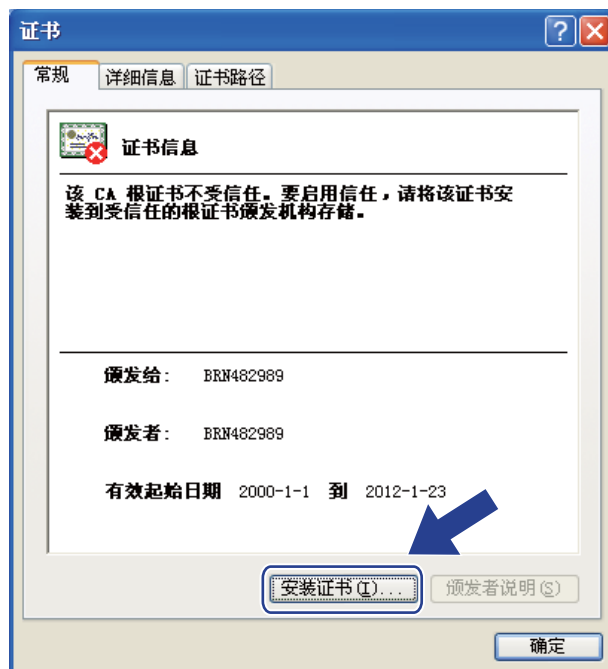 证书
常规 详细信息 证书路径
证书信息
该 CA 根证书不受信任。要启用信任,请将该证书安
装到受信任的根证书颁发机构存储。
颁发给: BRN482989
颁发者: BRN482989
有效起始日期 2000-1-1 到 2012-1-23
安装证书(I)... 颁发者说明(S)
确定